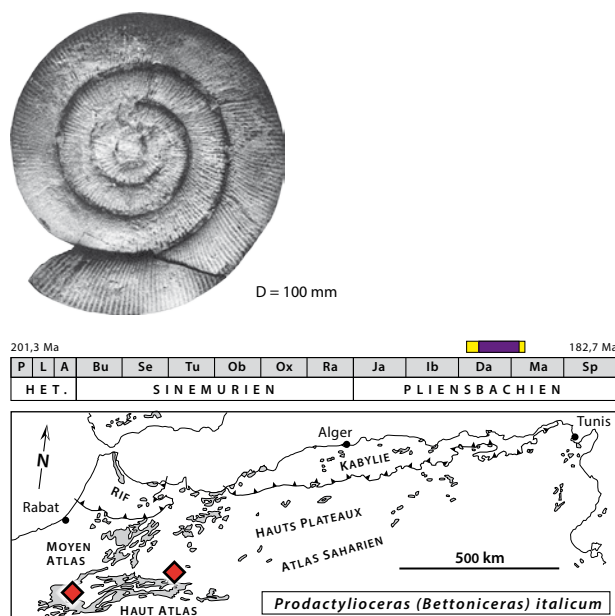 D = 100 mm
201,3 Ma 182,7 Ma
P L A Bu Se Tu Ob Ox Ra Ja Ib Da Ma Sp
HET. SINEMURIEN PLIENSBACHIEN
Tunis
Alger
KABYLIE
N
RIF
Rabat
HAUTS PLATEAUX
MOYEN
ATLAS
ATLAS SAHARIEN
500 km
HAUT ATLAS
Prodactylioceras (Bettoniceras) italicum